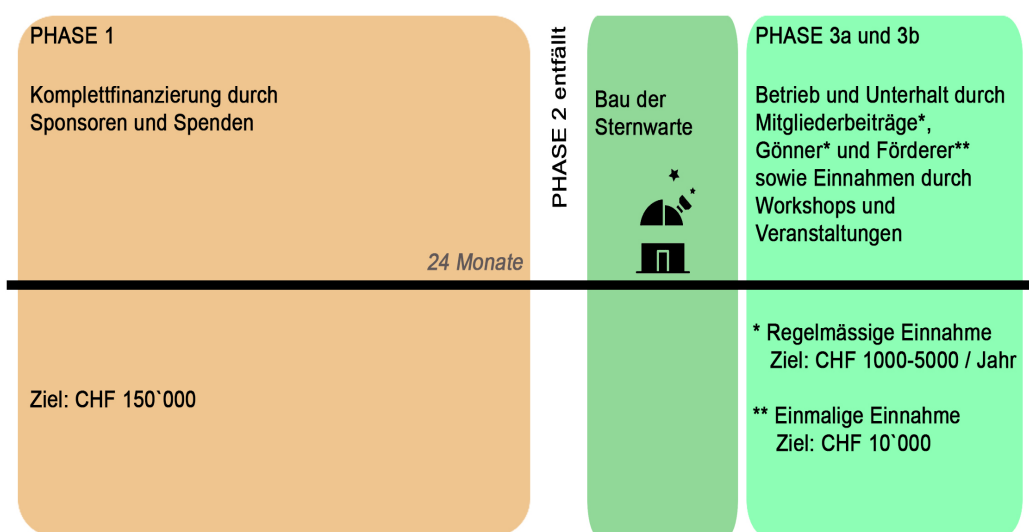 PHASE 1
Komplettfinanzierung durch
Sponsoren und Spenden
24 Monate
Ziel: CHF 150`000
PHASE 2 entfällt
Bau der
Sternwarte
PHASE 3a und 3b
Betrieb und Unterhalt durch
Mitgliederbeiträge*,
Gönner* und Förderer**
sowie Einnahmen durch
Workshops und
Veranstaltungen
* Regelmässige Einnahme
Ziel: CHF 1000-5000 / Jahr
** Einmalige Einnahme
Ziel: CHF 10`000